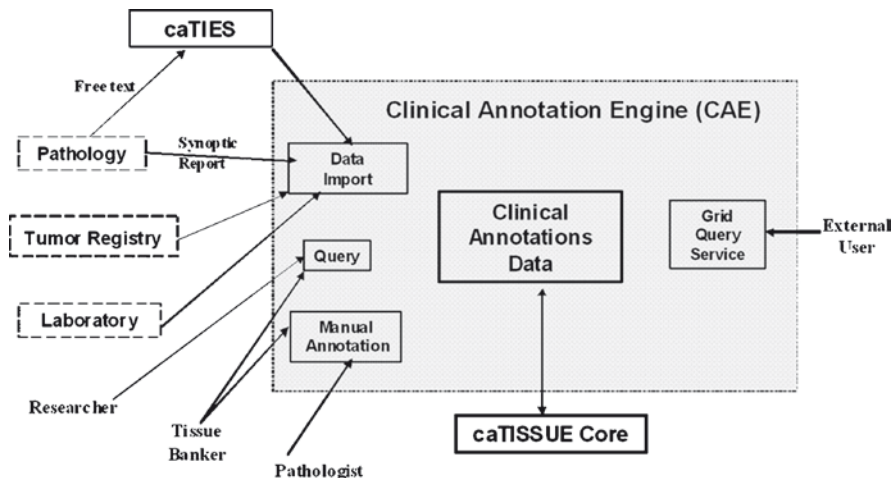 caTIES
Free text
Clinical Annotation Engine (CAE)
Pathology
Synoptic
Report
Data
Import
Tumor Registry
Clinical
Annotations
Data
Grid
Query
Service
External
User
Query
Laboratory
Manual
Annotation
Researcher
Tissue
Banker
caTISSUE Core
Pathologist